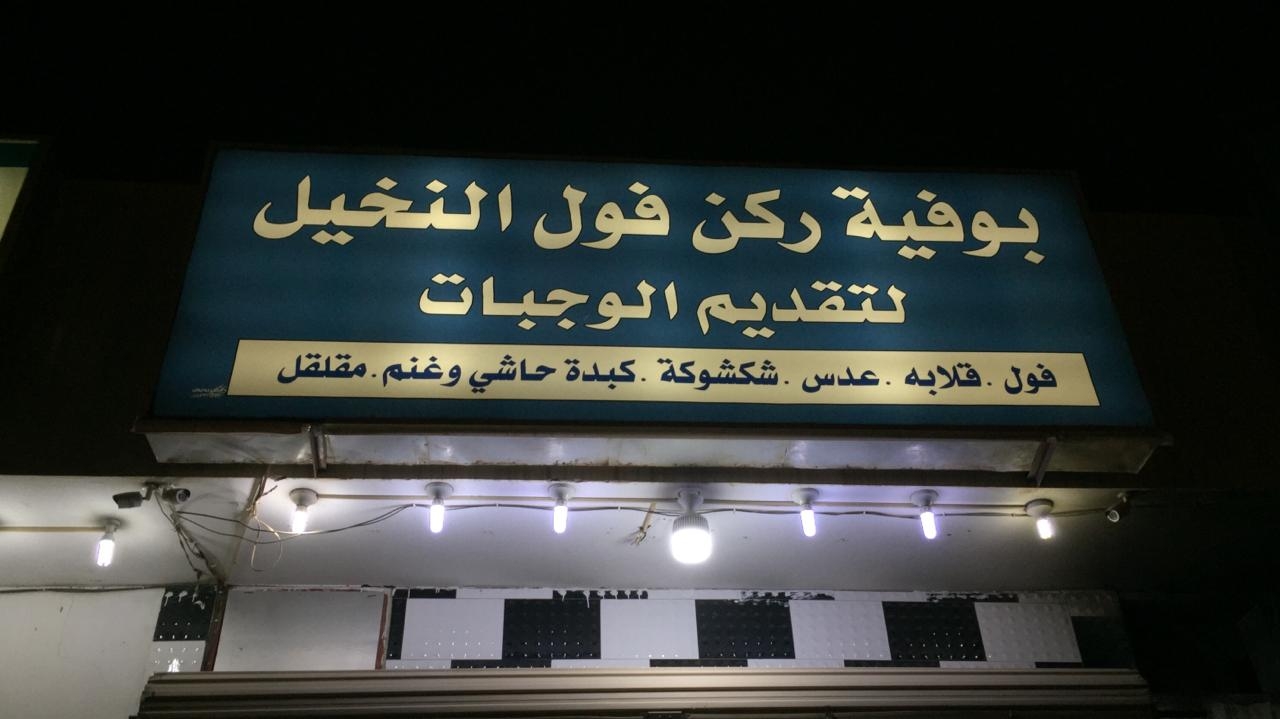 بوفية ركن فول النخيل
لتقديم الوجبات
فول . قلابه . عدس . شكشوكة . كبدة حاشي وغنم . مقلقل